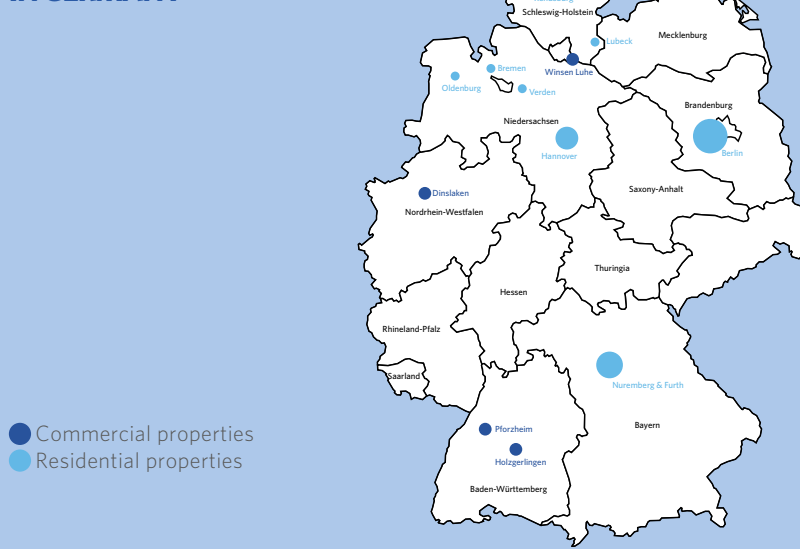 Schleswig-Holstein
Lubeck
Mecklenburg
Winsen Luhe
Bremen
Oldenburg
Verden
Brandenburg
Niedersachsen
Berlin
Hannover
Saxony-Anhalt
Dinslaken
Nordrhein-Westfalen
Thuringia
Hessen
Rhineland-Pfalz
Saarland
Nuremberg & Furth
Bayern
Pforzheim
Holzgerlingen
Baden-Württemberg
Commercial properties
Residential properties